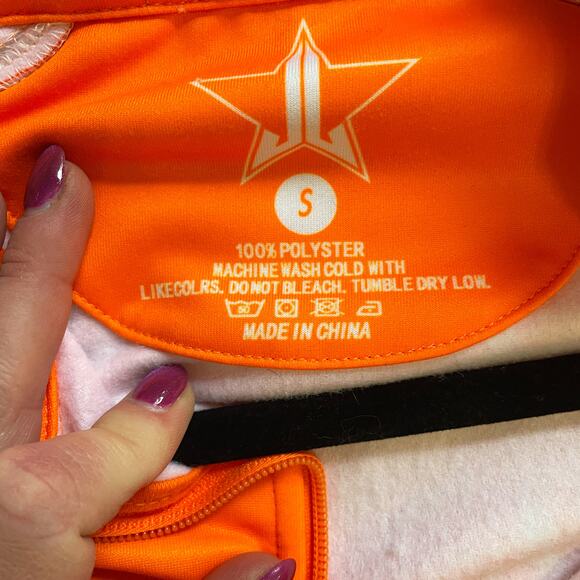 S
100% POLYSTER
MACHINE WASH COLD WITH
LIKECOLRS. DO NOT BLEACH. TUMBLE DRY LOW.
MADE IN CHINA